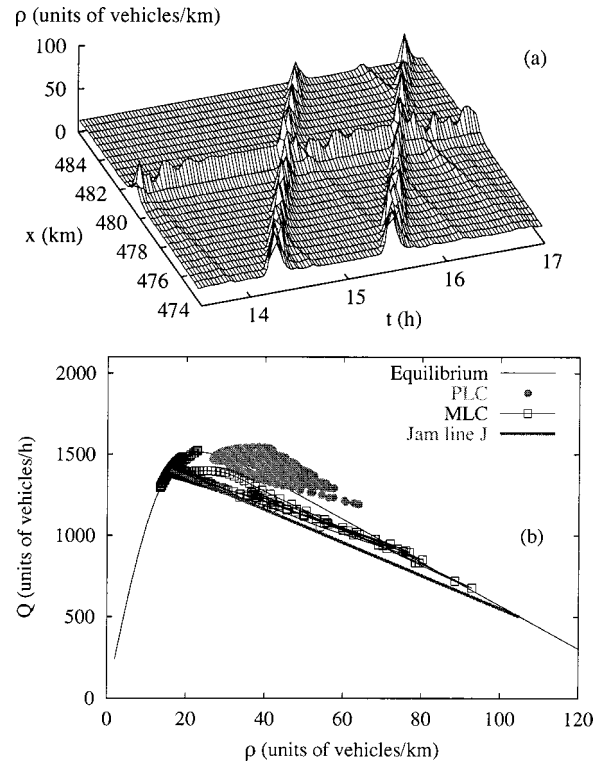 ρ (units of vehicles/km)
(a)
100
50
0
484
482
480
478
476
474
x (km)
14
15
16
17
t (h)
2000
1500
1000
500
0
Q (units of vehicles/h)
Equilibrium
PLC
MLC
Jam line J
(b)
0 20 40 60 80 100 120
ρ (units of vehicles/km)